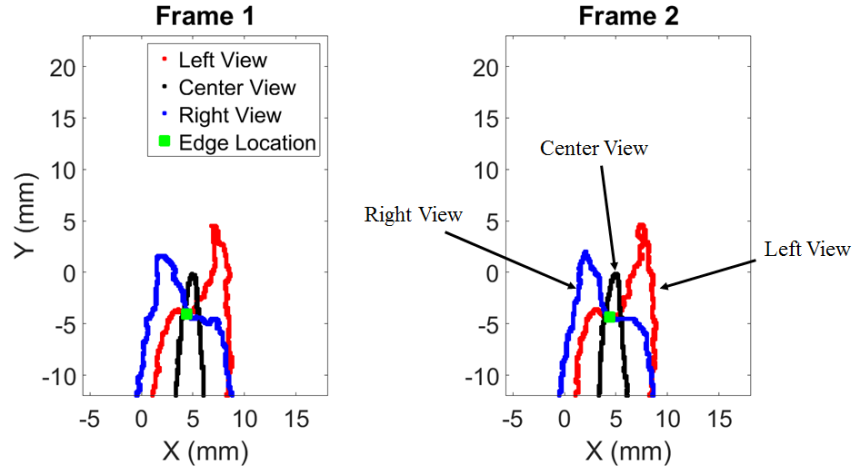 Frame 1
Left View
Center View
Right View
Edge Location
20
15
10
5
0
-5
-10
Y (mm)
-5 0 5 10 15
X (mm)
Frame 2
Center View
Right View
Left View
20
15
10
5
0
-5
-10
-5 0 5 10 15
X (mm)